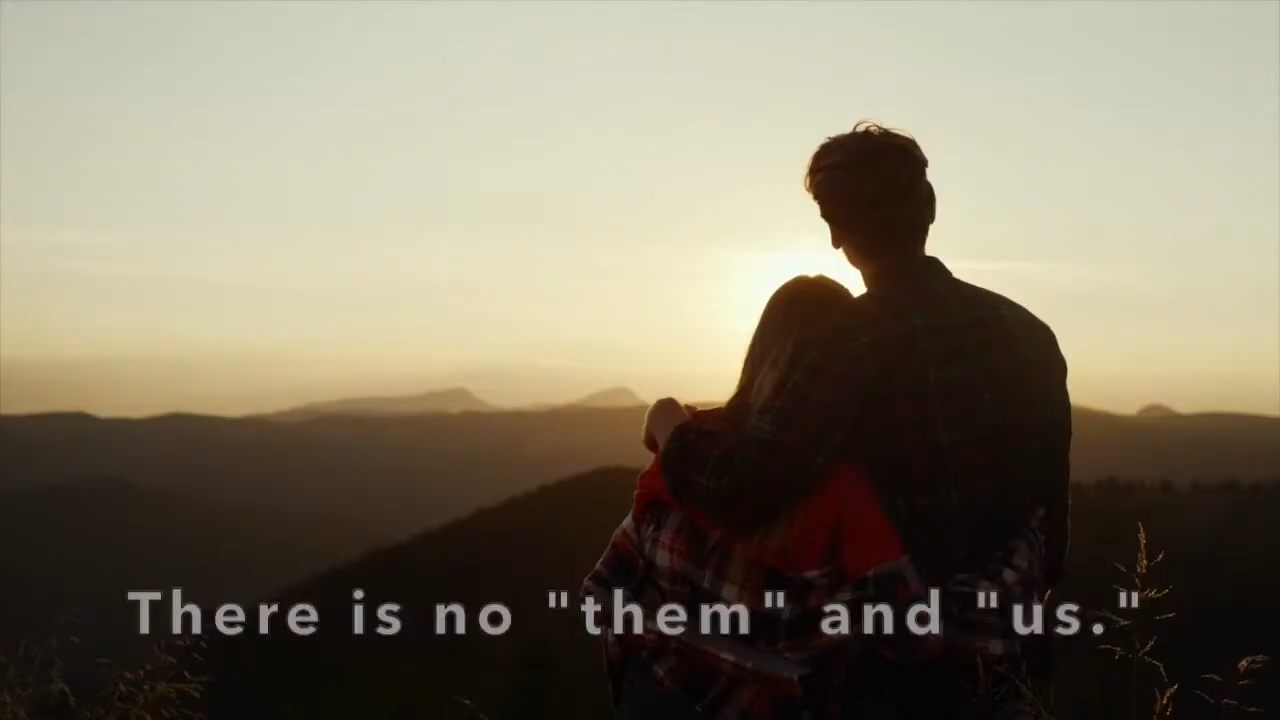 There is no "them" and "us."